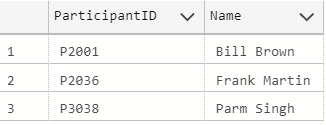 ParticipantID Name
1 P2001 Bill Brown
2 P2036 Frank Martin
3 P3038 Parm Singh